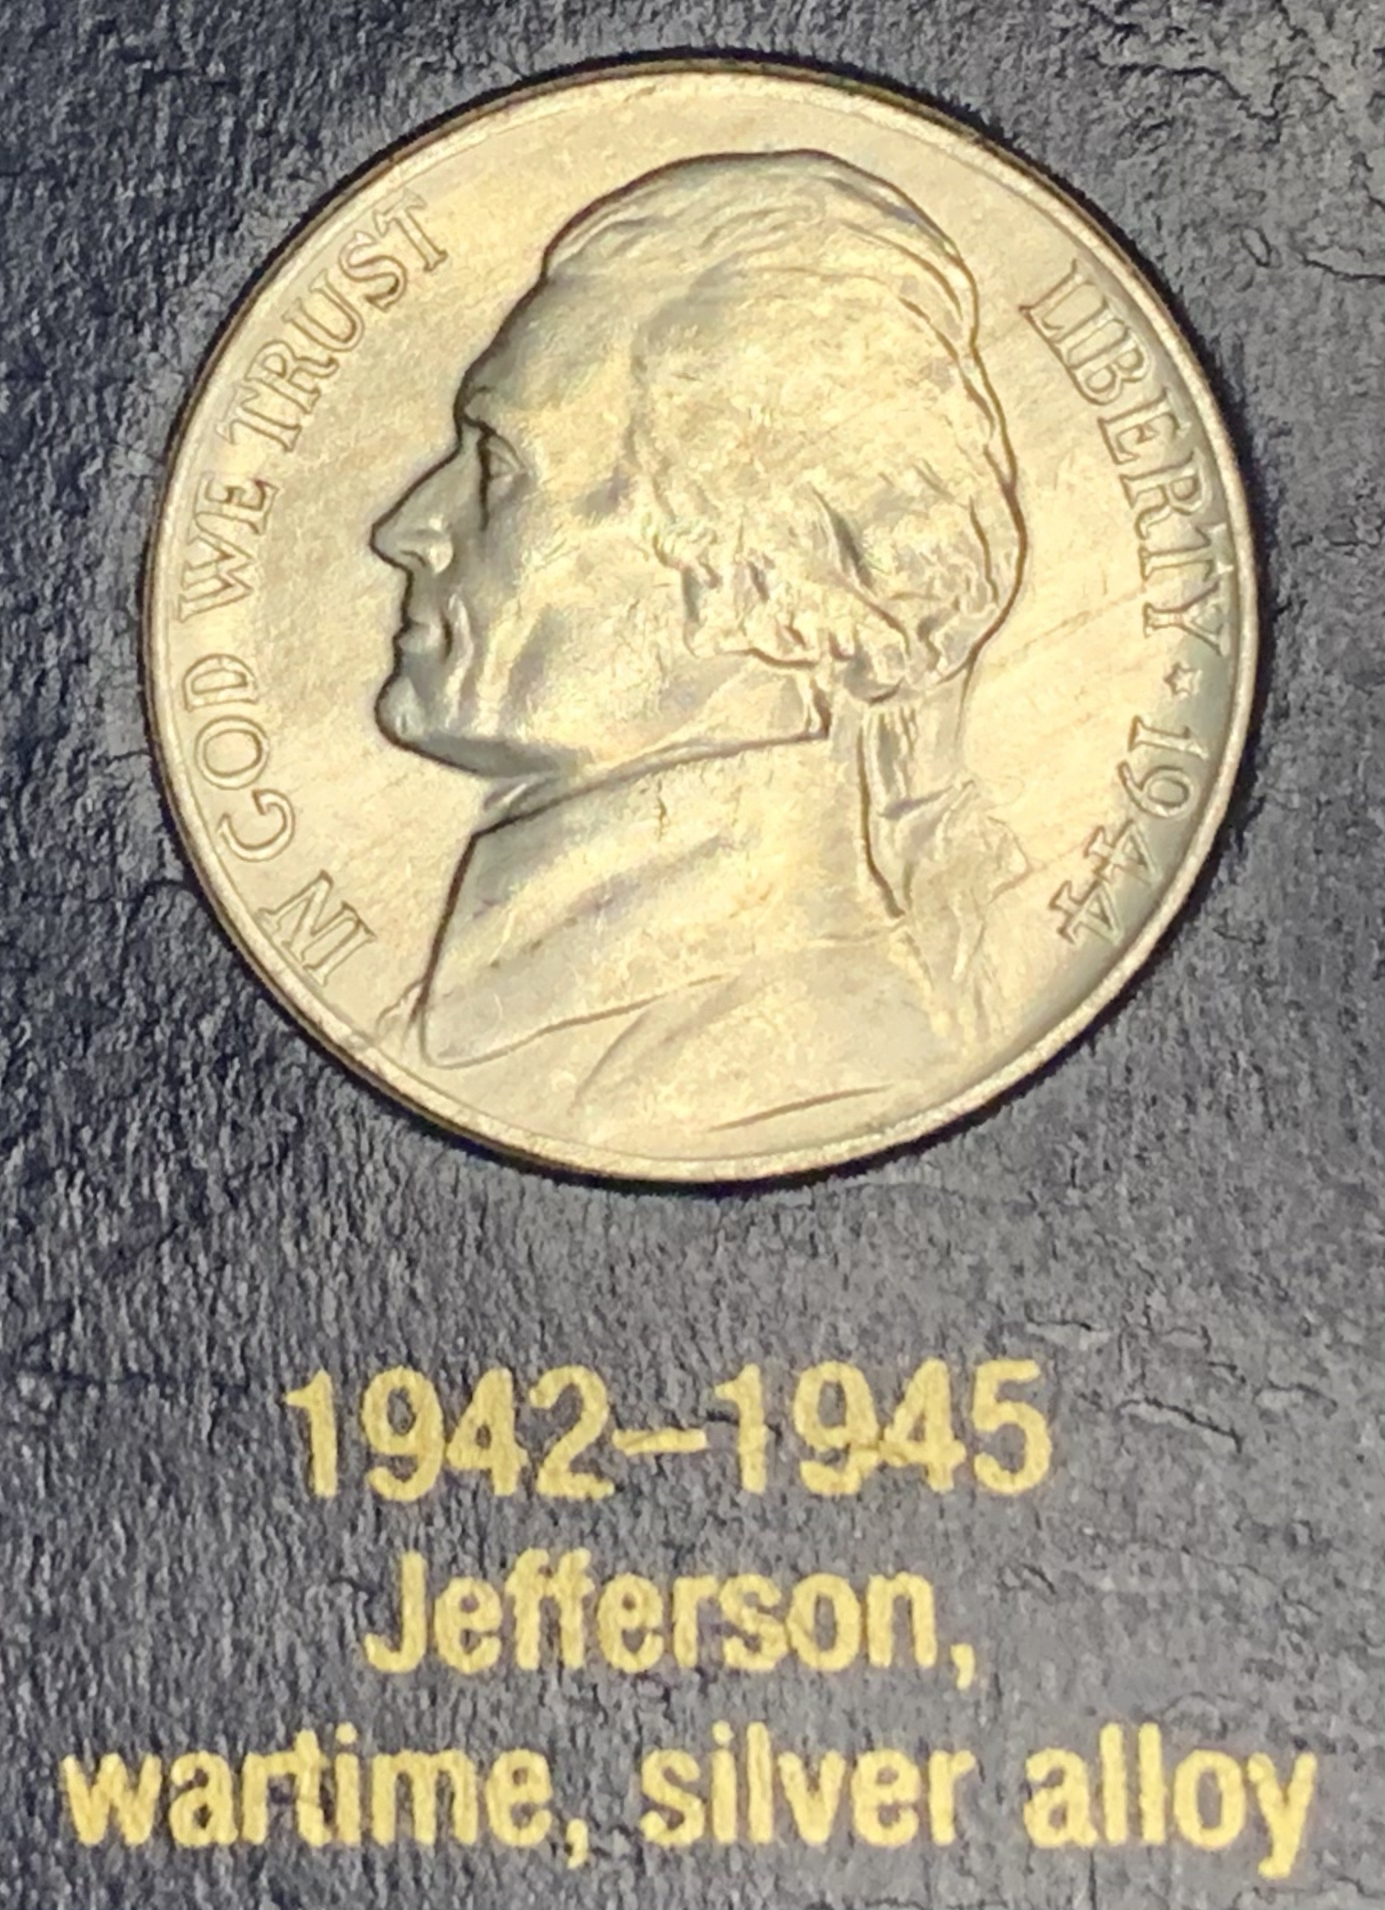 IN GOD WE TRUST
LIBERTY ★ 1944
1942–1945
Jefferson,
wartime, silver alloy